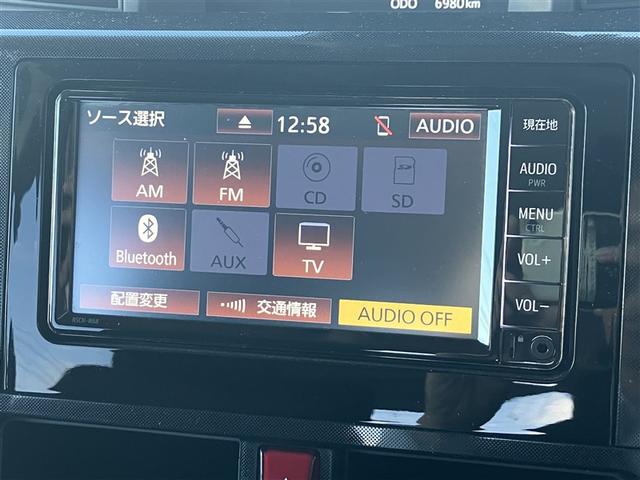 ODO 6980km
ソース選択
12:58
AUDIO
現在地
AM
FM
CD
SD
AUDIO
PWR
MENU
CTRL
Bluetooth
AUX
TV
VOL+
VOL-
配置変更
交通情報
AUDIO OFF